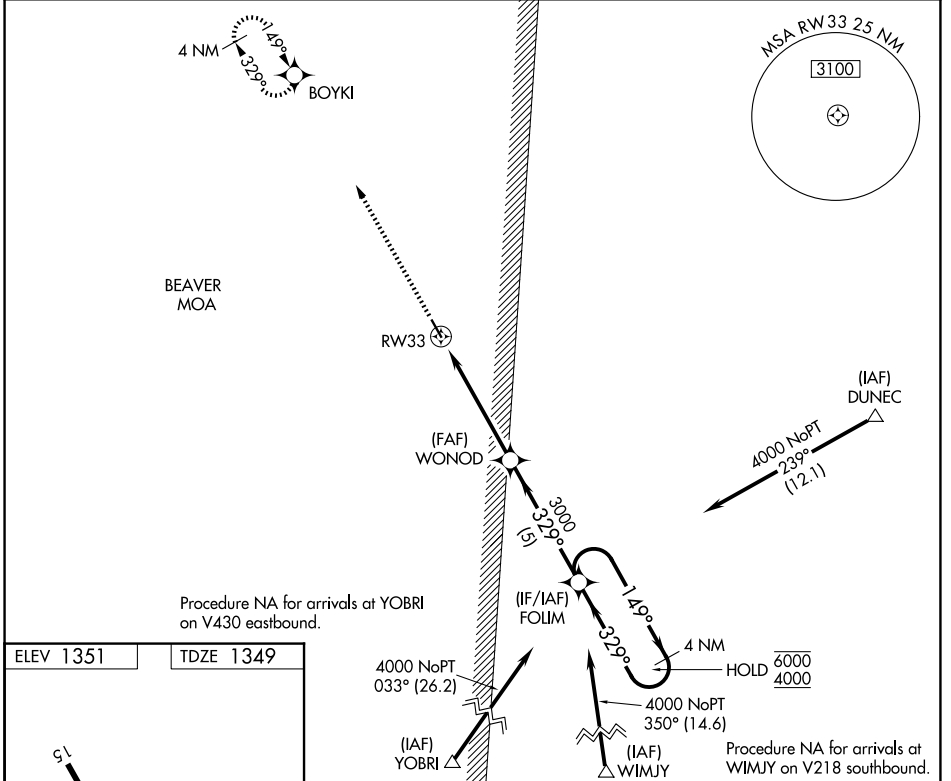 4 NM
149°
329°
BOYKI
MSA RW33 25 NM
3100
BEAVER
MOA
RW33
(IAF)
DUNEC
4000 NoPT
239°
(12.1)
(FAF)
WONOD
3000
329°
(5)
(IF/IAF)
FOLIM
149°
329°
4 NM
HOLD 6000
4000
Procedure NA for arrivals at YOBRI
on V430 eastbound.
ELEV 1351
TDZE 1349
4000 NoPT
033° (26.2)
4000 NoPT
350° (14.6)
(IAF)
YOBRI
(IAF)
WIMJY
Procedure NA for arrivals at
WIMJY on V218 southbound.
15